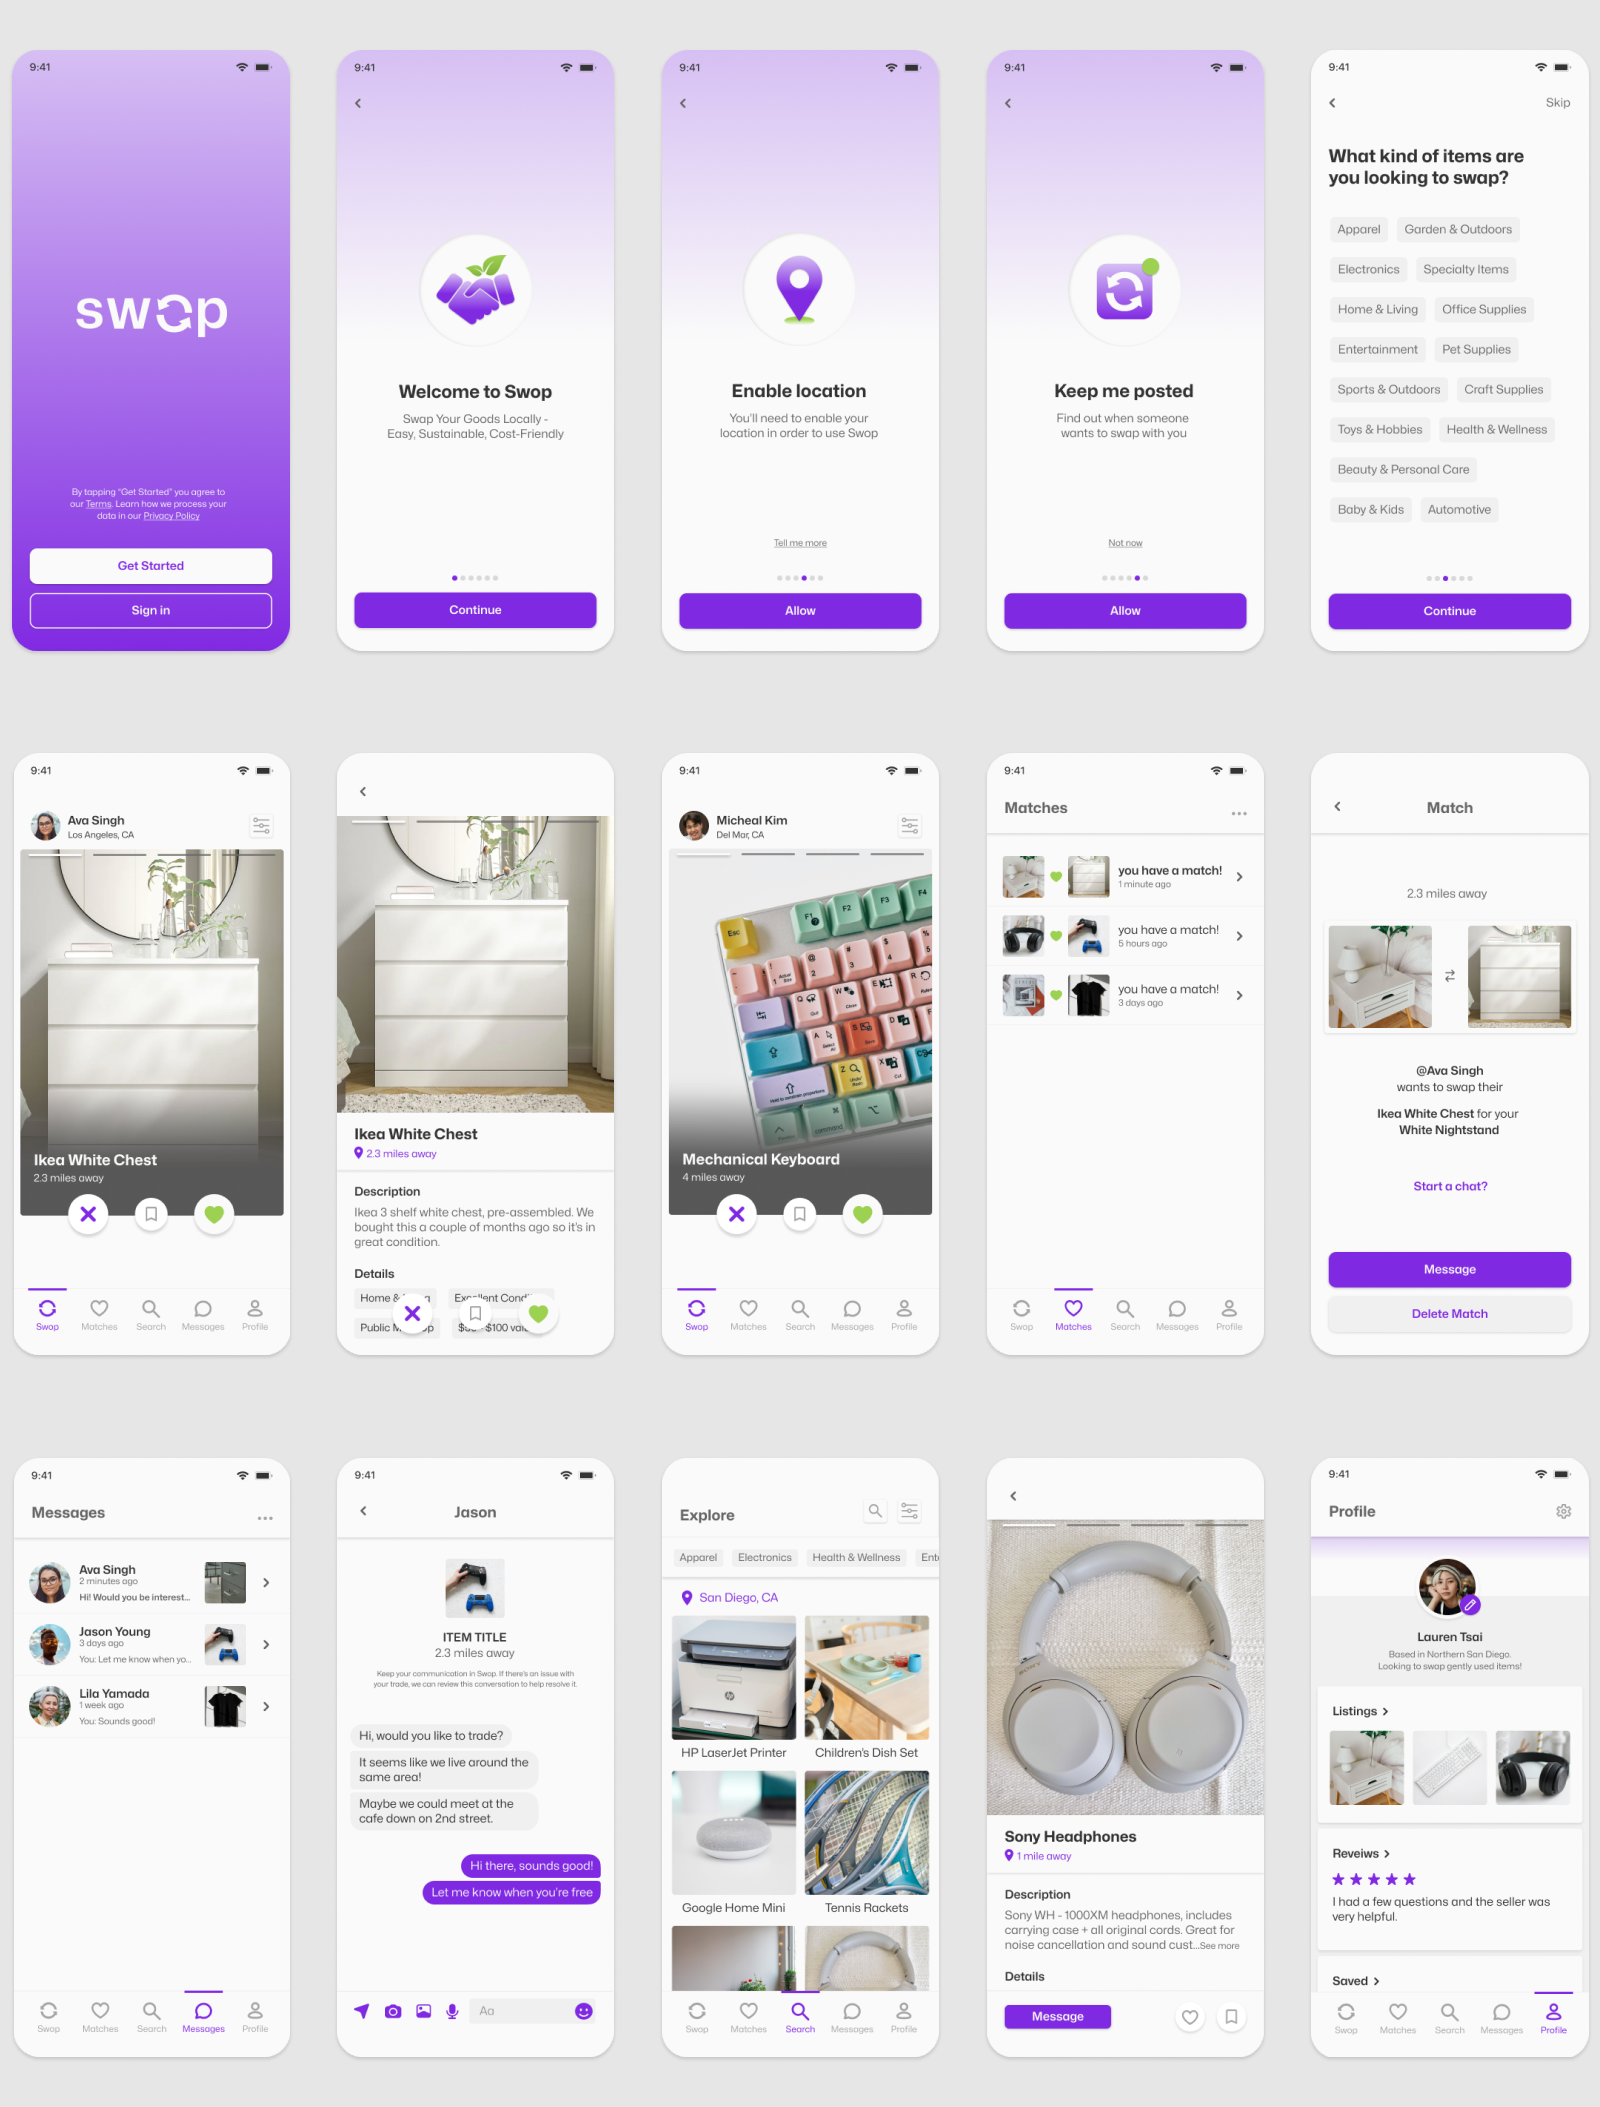 9:41
swop
By tapping "Get Started" you agree to
our Terms. Learn how we process your
data in our Privacy Policy
Get Started
Sign in
9:41
Welcome to Swop
Swap Your Goods Locally -
Easy, Sustainable, Cost-Friendly
Continue
9:41
Enable location
You'll need to enable your
location in order to use Swop
Tell me more
Allow
9:41
Keep me posted
Find out when someone
wants to swap with you
Not now
Allow
9:41
Skip
What kind of items are
you looking to swap?
Apparel
Garden & Outdoors
Electronics
Specialty Items
Home & Living
Office Supplies
Entertainment
Pet Supplies
Sports & Outdoors
Craft Supplies
Toys & Hobbies
Health & Wellness
Beauty & Personal Care
Baby & Kids
Automotive
Continue
9:41
Ava Singh
Los Angeles, CA
Ikea White Chest
2.3 miles away
Swop
Matches
Search
Messages
Profile
Ikea White Chest
2.3 miles away
Description
Ikea 3 shelf white chest, pre-assembled. We
bought this a couple of months ago so it's in
great condition.
Details
Home &
Excellent Cond
Public M
$100 val
9:41
Micheal Kim
Del Mar, CA
Esc
F1
F2
F3
F4
command
Mechanical Keyboard
4 miles away
Swop
Matches
Search
Messages
Profile
9:41
Matches
you have a match!
1 minute ago
you have a match!
5 hours ago
you have a match!
3 days ago
Swop
Matches
Search
Messages
Profile
Match
2.3 miles away
@Ava Singh
wants to swap their
Ikea White Chest for your
White Nightstand
Start a chat?
Message
Delete Match
9:41
Messages
Ava Singh
2 minutes ago
Hi! Would you be interest...
Jason Young
3 days ago
You: Let me know when yo...
Lila Yamada
1 week ago
You: Sounds good!
Swop
Matches
Search
Messages
Profile
9:41
Jason
ITEM TITLE
2.3 miles away
Keep your communication in Swop. If there's an issue with
your trade, we can review this conversation to help resolve it.
Hi, would you like to trade?
It seems like we live around the
same area!
Maybe we could meet at the
cafe down on 2nd street.
Hi there, sounds good!
Let me know when you're free
Aa
Explore
Apparel
Electronics
Health & Wellness
Ent
San Diego, CA
hp
HP LaserJet Printer
Children's Dish Set
Google Home Mini
Tennis Rackets
Swop
Matches
Search
Messages
Profile
SONY
SONY
Sony Headphones
1 mile away
Description
Sony WH - 1000XM headphones, includes
carrying case + all original cords. Great for
noise cancellation and sound cust...See more
Details
Message
9:41
Profile
Lauren Tsai
Based in Northern San Diego.
Looking to swap gently used items!
Listings
Reveiws
I had a few questions and the seller was
very helpful.
Saved
Swop
Matches
Search
Messages
Profile